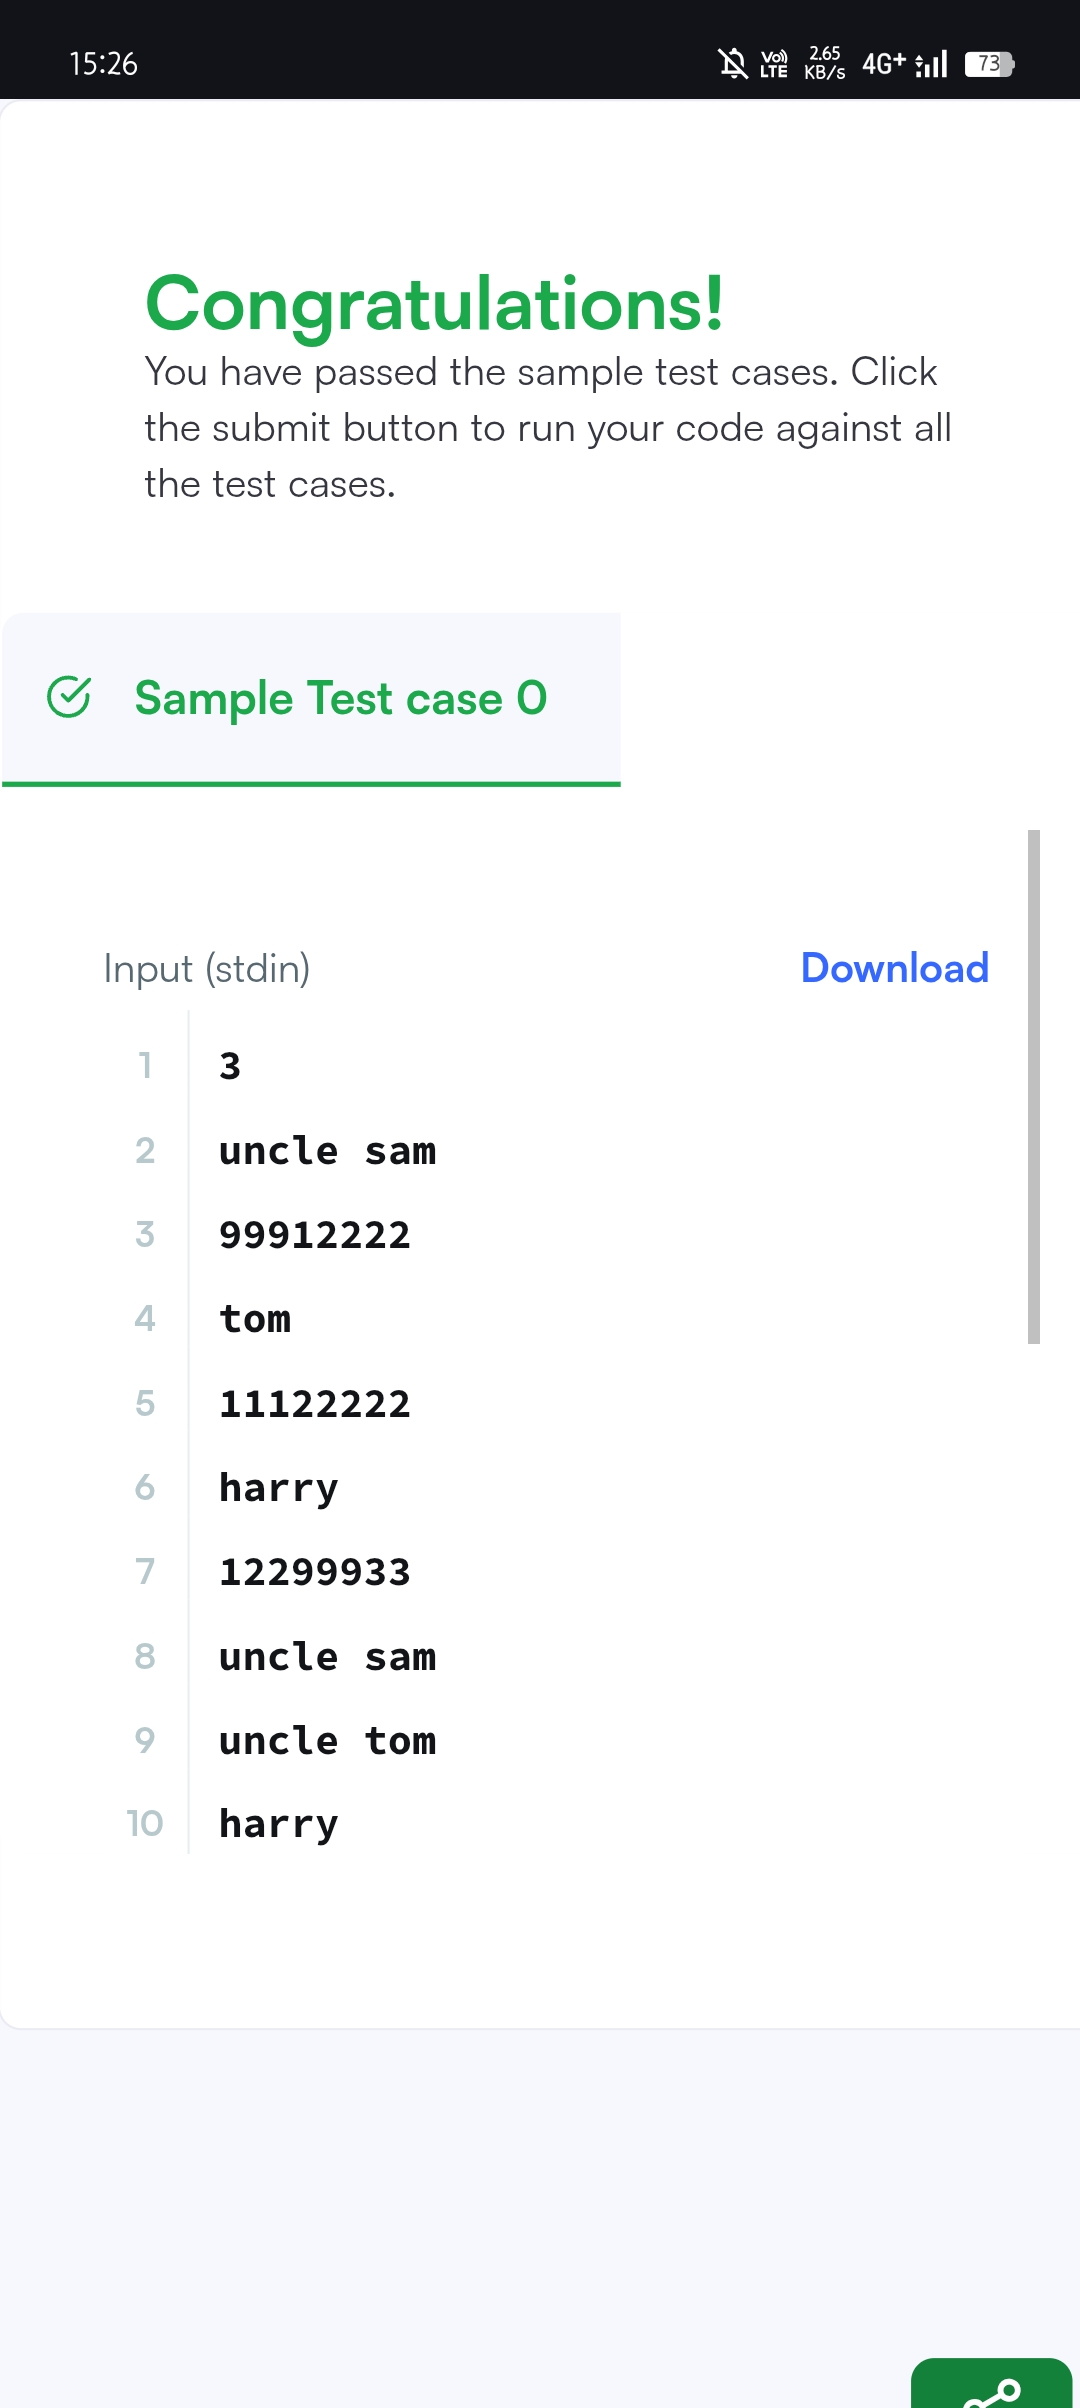 15:26 Vo)) LTE 2.65 KB/s 4G+ 73
Congratulations!
You have passed the sample test cases. Click
the submit button to run your code against all
the test cases.
Sample Test case 0
Input (stdin) Download
1 3
2 uncle sam
3 99912222
4 tom
5 11122222
6 harry
7 12299933
8 uncle sam
9 uncle tom
10 harry